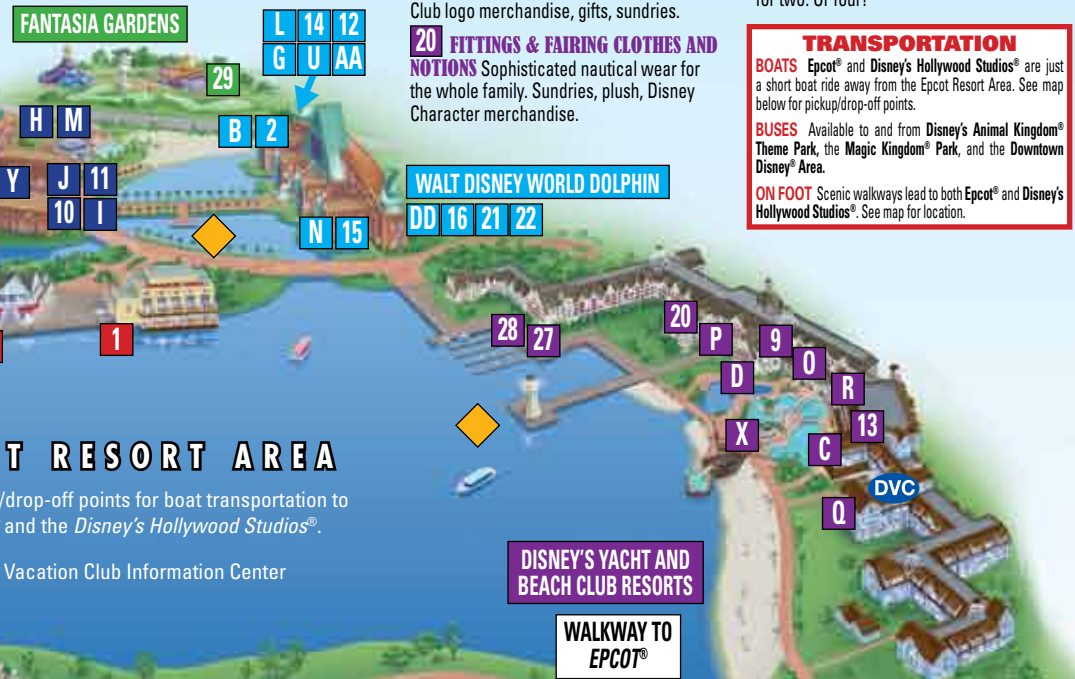 Club logo merchandise, gifts, sundries.
20 FITTINGS & FAIRING CLOTHES AND
NOTIONS Sophisticated nautical wear for
the whole family. Sundries, plush, Disney
Character merchandise.
for two. Or four!
TRANSPORTATION
BOATS Epcot® and Disney's Hollywood Studios® are just
a short boat ride away from the Epcot Resort Area. See map
below for pickup/drop-off points.
BUSES Available to and from Disney's Animal Kingdom®
Theme Park, the Magic Kingdom® Park, and the Downtown
Disney® Area.
ON FOOT Scenic walkways lead to both Epcot® and Disney's
Hollywood Studios®. See map for location.
FANTASIA GARDENS
L 14 12
G U AA
29
H M
B 2
Y J 11
10 I
N 15
WALT DISNEY WORLD DOLPHIN
DD 16 21 22
1
28 27
20 P 9 O
D R
X C 13
DVC
Q
T RESORT AREA
/drop-off points for boat transportation to
and the Disney's Hollywood Studios®.
Vacation Club Information Center
DISNEY'S YACHT AND
BEACH CLUB RESORTS
WALKWAY TO
EPCOT®